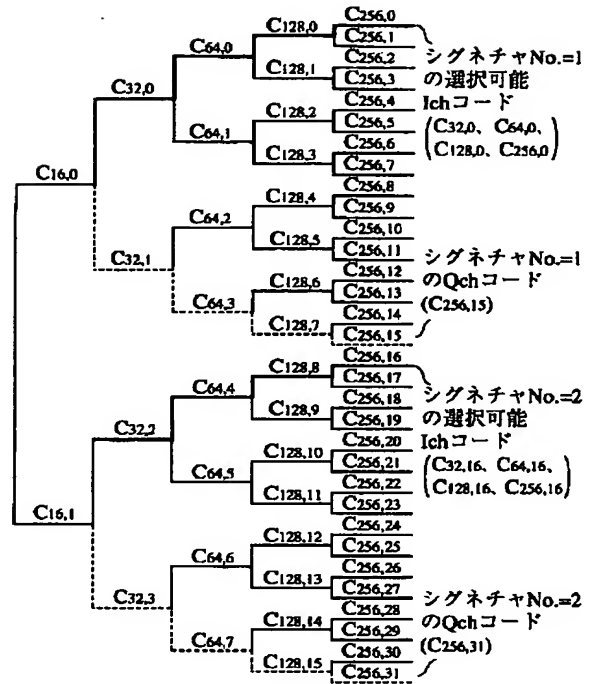 C16,0
C32,0
C64,0
C128,0
C256,0
C256,1
C128,1
C256,2
C256,3
C64,1
C128,2
C256,4
C256,5
C128,3
C256,6
C256,7
C32,1
C64,2
C128,4
C256,8
C256,9
C128,5
C256,10
C256,11
C64,3
C128,6
C256,12
C256,13
C128,7
C256,14
C256,15
シグネチャNo.=1
の選択可能
Ichコード
(C32,0、C64,0、
C128,0、C256,0)
シグネチャNo.=1
のQchコード
(C256,15)
C16,1
C32,2
C64,4
C128,8
C256,16
C256,17
C128,9
C256,18
C256,19
C64,5
C128,10
C256,20
C256,21
C128,11
C256,22
C256,23
C32,3
C64,6
C128,12
C256,24
C256,25
C128,13
C256,26
C256,27
C64,7
C128,14
C256,28
C256,29
C128,15
C256,30
C256,31
シグネチャNo.=2
の選択可能
Ichコード
(C32,16、C64,16、
C128,16、C256,16)
シグネチャNo.=2
のQchコード
(C256,31)